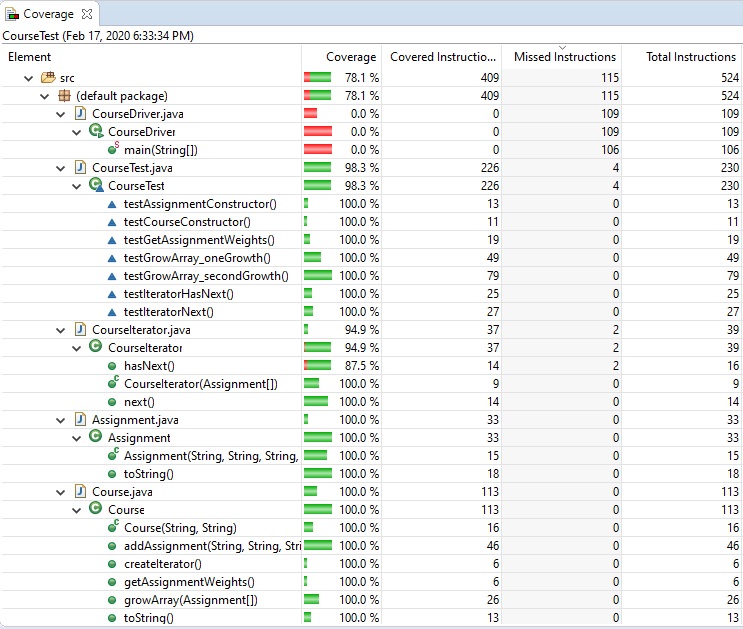 Coverage
CourseTest (Feb 17, 2020 6:33:34 PM)
Element Coverage Covered Instructio... Missed Instructions Total Instructions
src 78.1 % 409 115 524
(default package) 78.1 % 409 115 524
CourseDriver.java 0.0 % 0 109 109
CourseDriver 0.0 % 0 109 109
main(String[]) 0.0 % 0 106 106
CourseTest.java 98.3 % 226 4 230
CourseTest 98.3 % 226 4 230
testAssignmentConstructor() 100.0 % 13 0 13
testCourseConstructor() 100.0 % 11 0 11
testGetAssignmentWeights() 100.0 % 19 0 19
testGrowArray_oneGrowth() 100.0 % 49 0 49
testGrowArray_secondGrowth() 100.0 % 79 0 79
testIteratorHasNext() 100.0 % 25 0 25
testIteratorNext() 100.0 % 27 0 27
CourseIterator.java 94.9 % 37 2 39
CourseIterator 94.9 % 37 2 39
hasNext() 87.5 % 14 2 16
CourseIterator(Assignment[]) 100.0 % 9 0 9
next() 100.0 % 14 0 14
Assignment.java 100.0 % 33 0 33
Assignment 100.0 % 33 0 33
Assignment(String, String, String, 100.0 % 15 0 15
toString() 100.0 % 18 0 18
Course.java 100.0 % 113 0 113
Course 100.0 % 113 0 113
Course(String, String) 100.0 % 16 0 16
addAssignment(String, String, Stri 100.0 % 46 0 46
createIterator() 100.0 % 6 0 6
getAssignmentWeights() 100.0 % 6 0 6
growArray(Assignment[]) 100.0 % 26 0 26
toString() 100.0 % 13 0 13